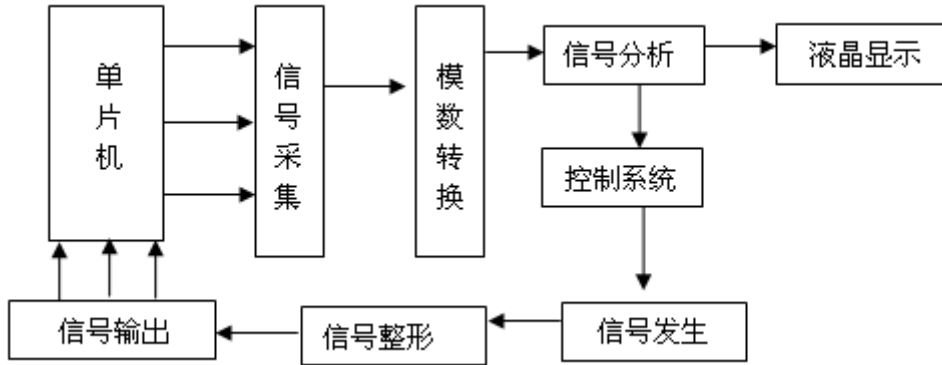 单片机
信号采集
模数转换
信号分析
液晶显示
控制系统
信号输出
信号整形
信号发生